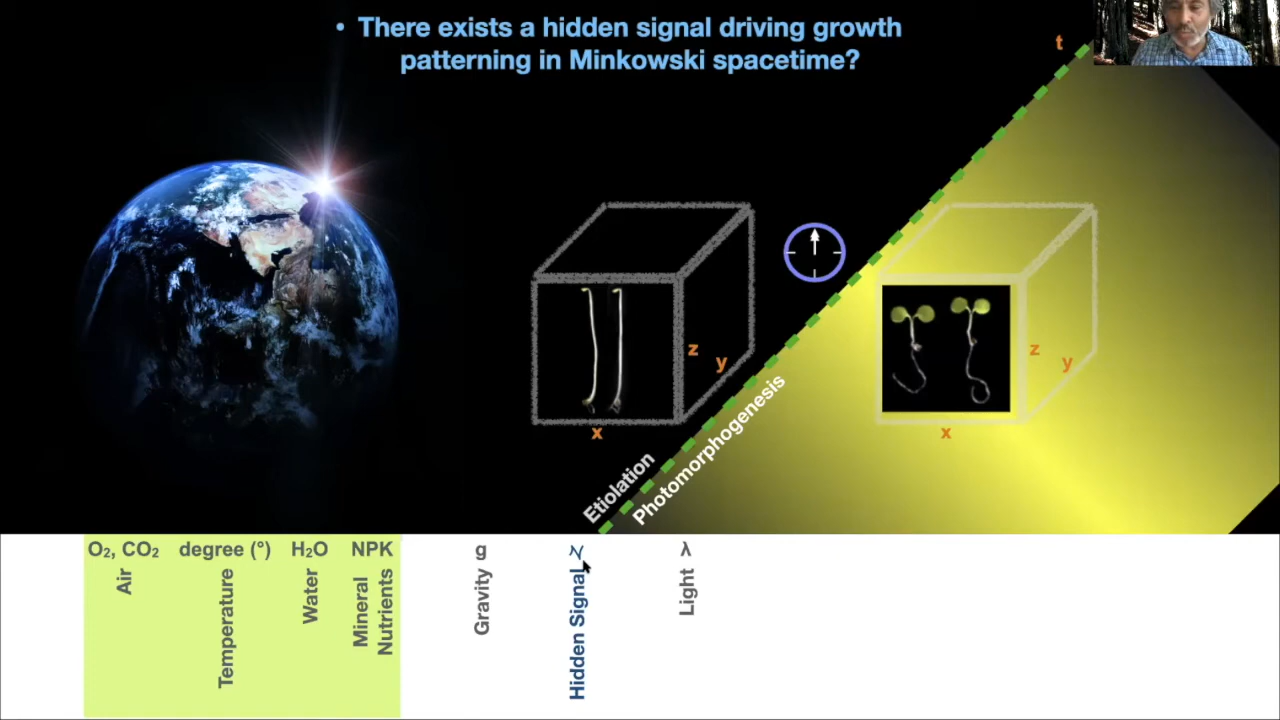 • There exists a hidden signal driving growth
patterning in Minkowski spacetime?
t
z
y
x
z
y
x
Etiolation
Photomorphogenesis
O₂, CO₂
degree (°)
H₂O
NPK
g
λ
Air
Temperature
Water
Mineral
Nutrients
Gravity
Hidden Signal
Light